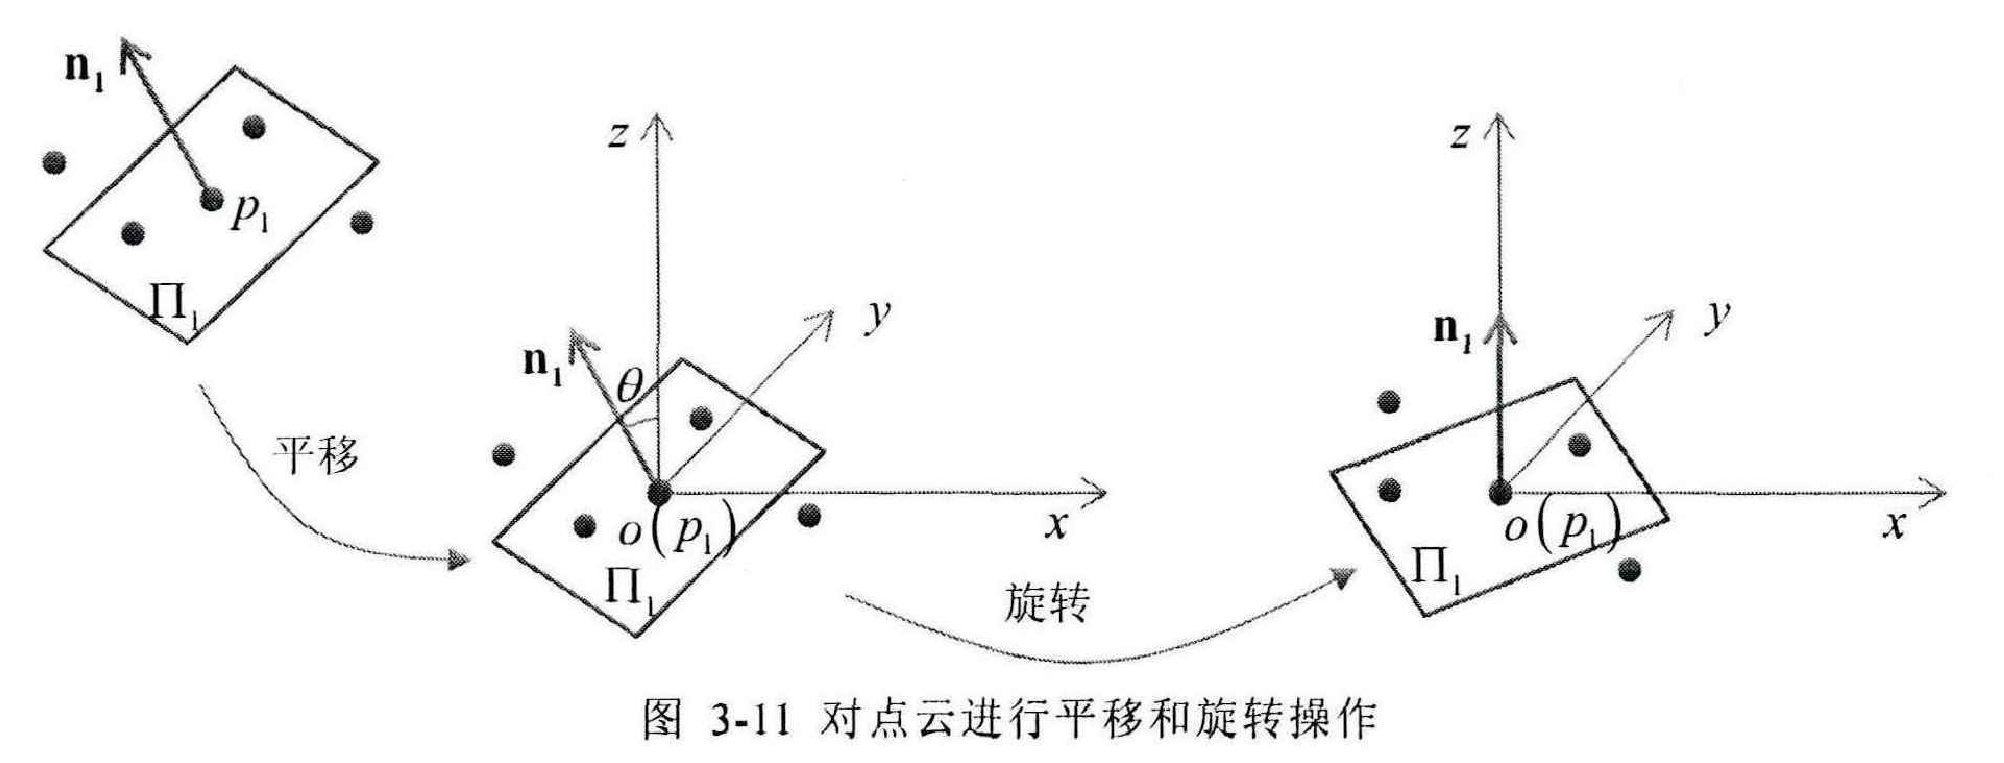 n₁
p₁
Π₁
平移
z
y
n₁
θ
o(p₁)
x
Π₁
旋转
z
y
n₁
o(p₁)
x
Π₁
图 3-11 对点云进行平移和旋转操作